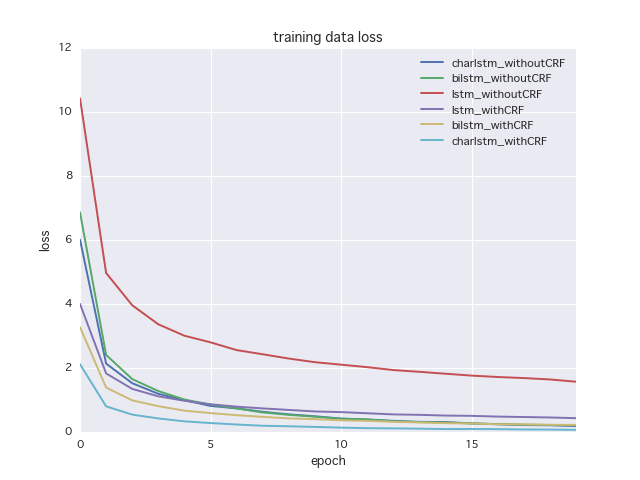 training data loss
12
10
8
6
4
2
0
loss
charlstm_withoutCRF
bilstm_withoutCRF
lstm_withoutCRF
lstm_withCRF
bilstm_withCRF
charlstm_withCRF
0 5 10 15
epoch